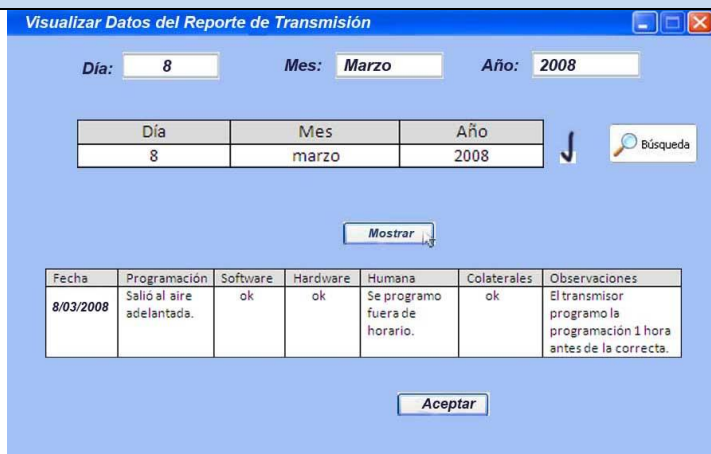 Visualizar Datos del Reporte de Transmisión
Día: 8 Mes: Marzo Año: 2008
Día Mes Año
8 marzo 2008
Búsqueda
Mostrar
Fecha Programación Software Hardware Humana Colaterales Observaciones
8/03/2008
Salió al aire
adelantada.
ok
ok
Se programo
fuera de
horario.
ok
El transmisor
programo la
programación 1 hora
antes de la correcta.
Aceptar